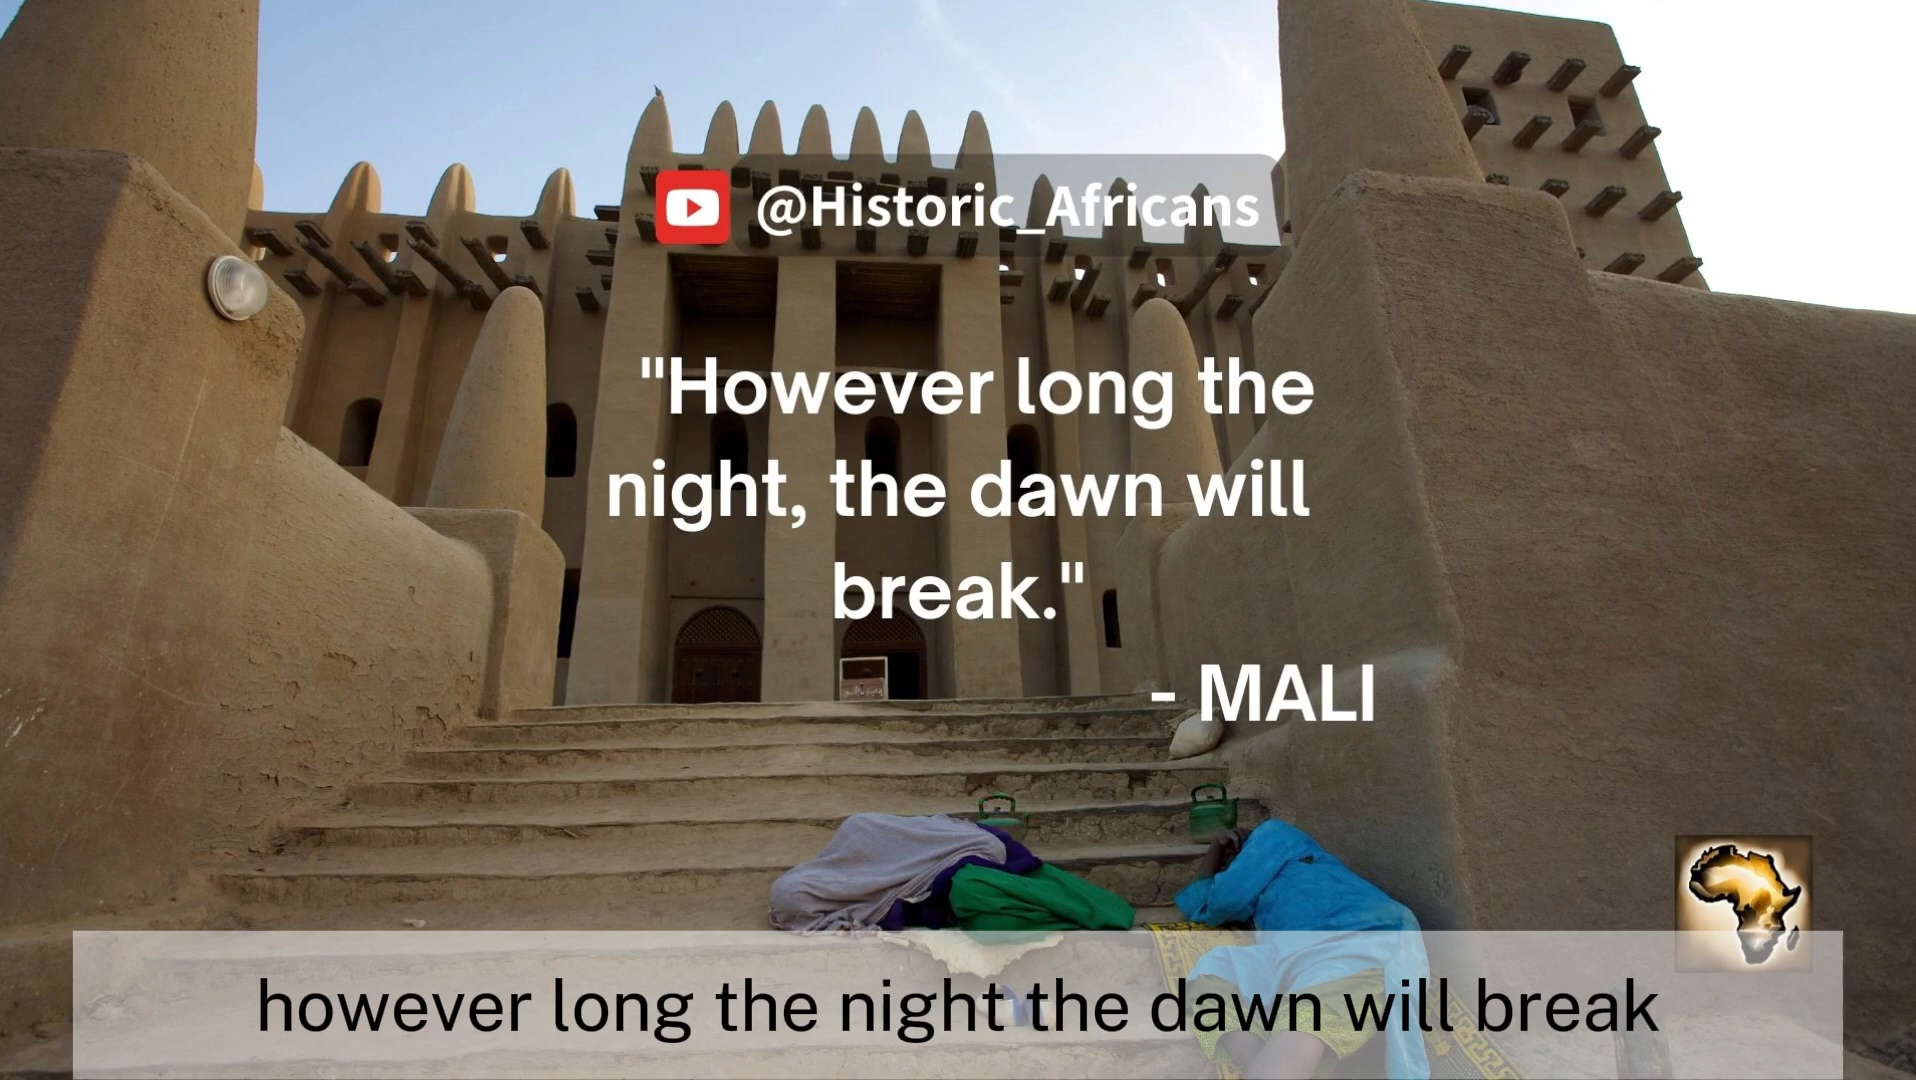 @Historic_Africans
"However long the
night, the dawn will
break."
- MALI
however long the night the dawn will break